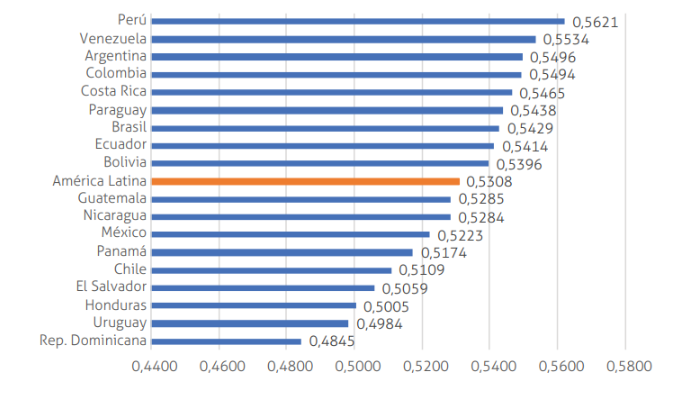 Perú 0,5621
Venezuela 0,5534
Argentina 0,5496
Colombia 0,5494
Costa Rica 0,5465
Paraguay 0,5438
Brasil 0,5429
Ecuador 0,5414
Bolivia 0,5396
América Latina 0,5308
Guatemala 0,5285
Nicaragua 0,5284
México 0,5223
Panamá 0,5174
Chile 0,5109
El Salvador 0,5059
Honduras 0,5005
Uruguay 0,4984
Rep. Dominicana 0,4845
0,4400 0,4600 0,4800 0,5000 0,5200 0,5400 0,5600 0,5800